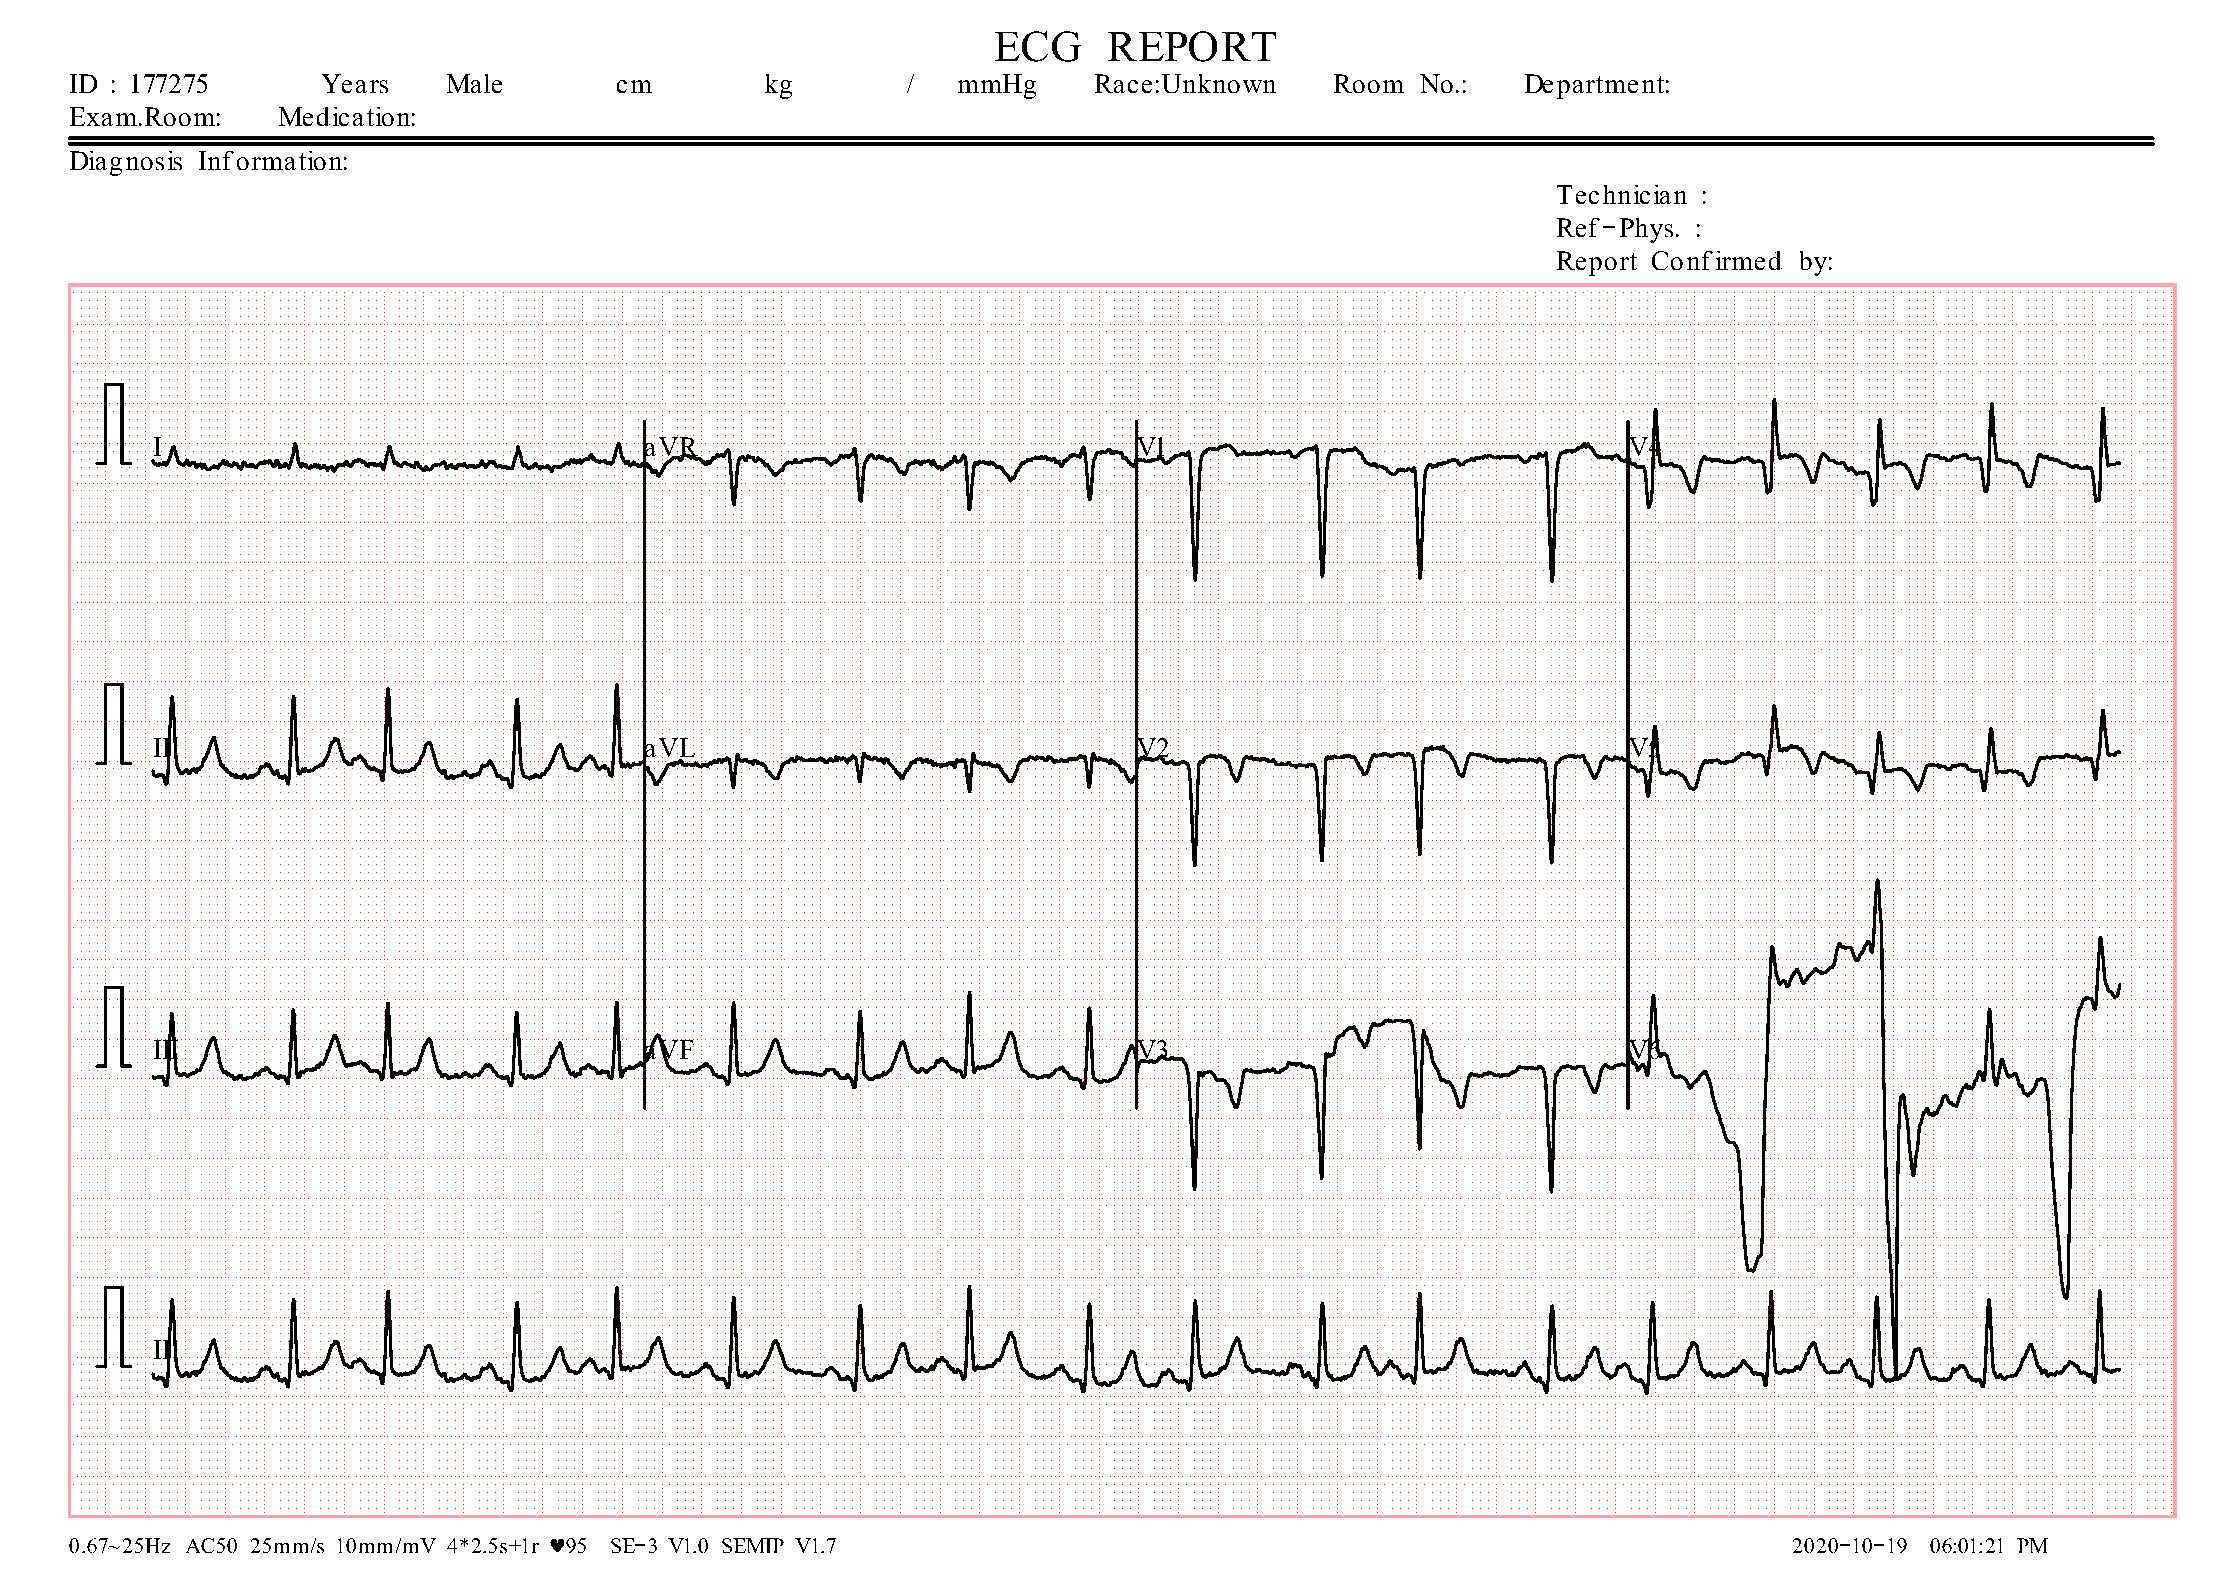 ECG REPORT
ID : 177275 Years Male cm kg / mmHg Race:Unknown Room No.: Department:
Exam.Room: Medication:
Diagnosis Information:
Technician :
Ref-Phys. :
Report Confirmed by:
I aVR V1
II aVL V2
aVF V3
II
0.67~25Hz AC50 25mm/s 10mm/mV 4*2.5s+1r ♥95 SE-3 V1.0 SEMIP V1.7
2020-10-19 06:01:21 PM